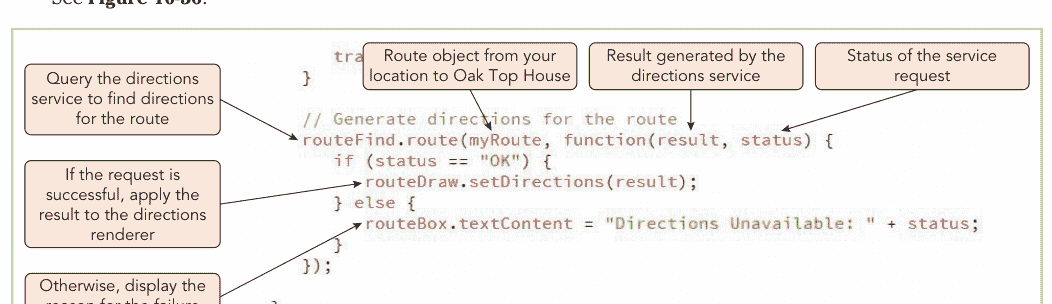 See Figure 10-36.
tra
Route object from your
location to Oak Top House
Result generated by the
directions service
Status of the service
request
}
Query the directions
service to find directions
for the route
// Generate directions for the route
routeFind.route(myRoute, function(result, status) {
if (status == "OK") {
If the request is
successful, apply the
result to the directions
renderer
routeDraw.setDirections(result);
} else {
routeBox.textContent = "Directions Unavailable: " + status;
}
});
Otherwise, display the
reason for the failure
}